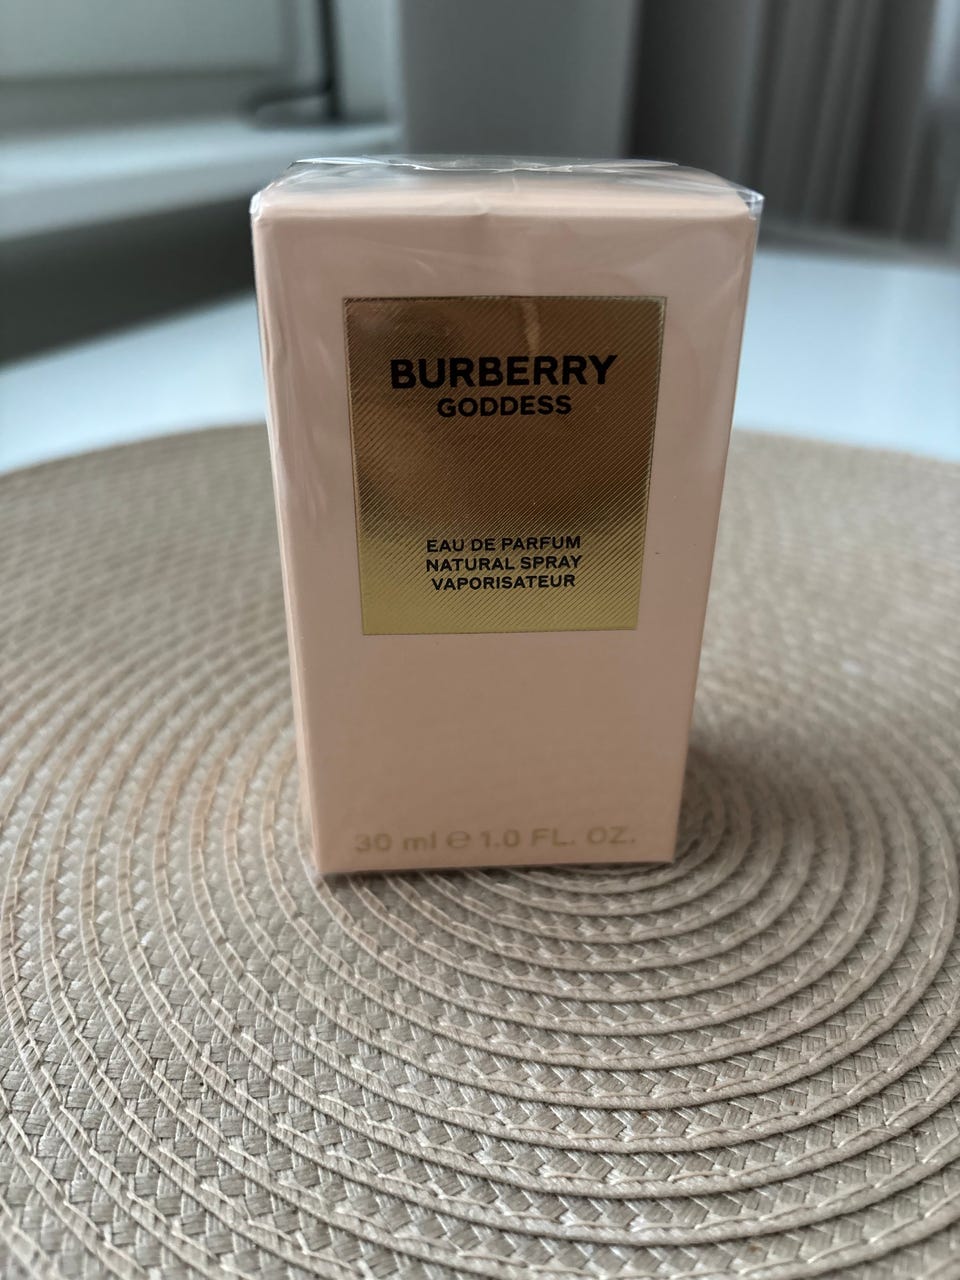 BURBERRY
GODDESS
EAU DE PARFUM
NATURAL SPRAY
VAPORISATEUR
30 ml ℮ 1.0 FL. OZ.